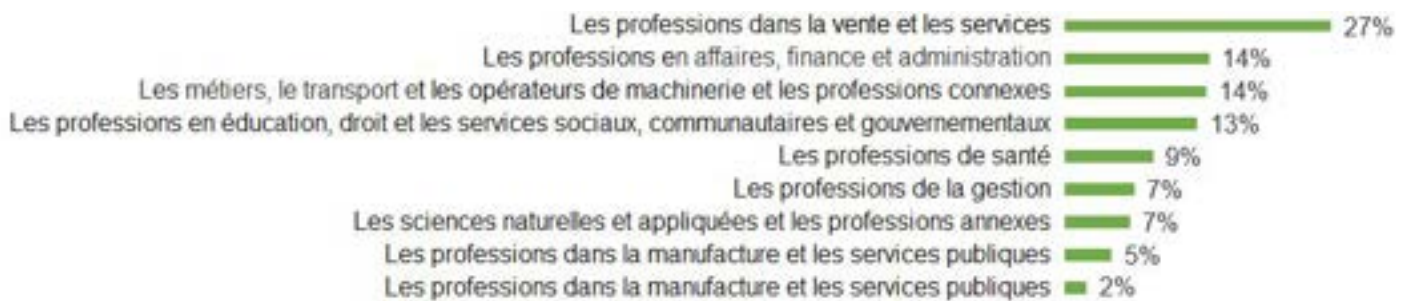 Les professions dans la vente et les services 27%
Les professions en affaires, finance et administration 14%
Les métiers, le transport et les opérateurs de machinerie et les professions connexes 14%
Les professions en éducation, droit et les services sociaux, communautaires et gouvernementaux 13%
Les professions de santé 9%
Les professions de la gestion 7%
Les sciences naturelles et appliquées et les professions annexes 7%
Les professions dans la manufacture et les services publiques 5%
Les professions dans la manufacture et les services publiques 2%